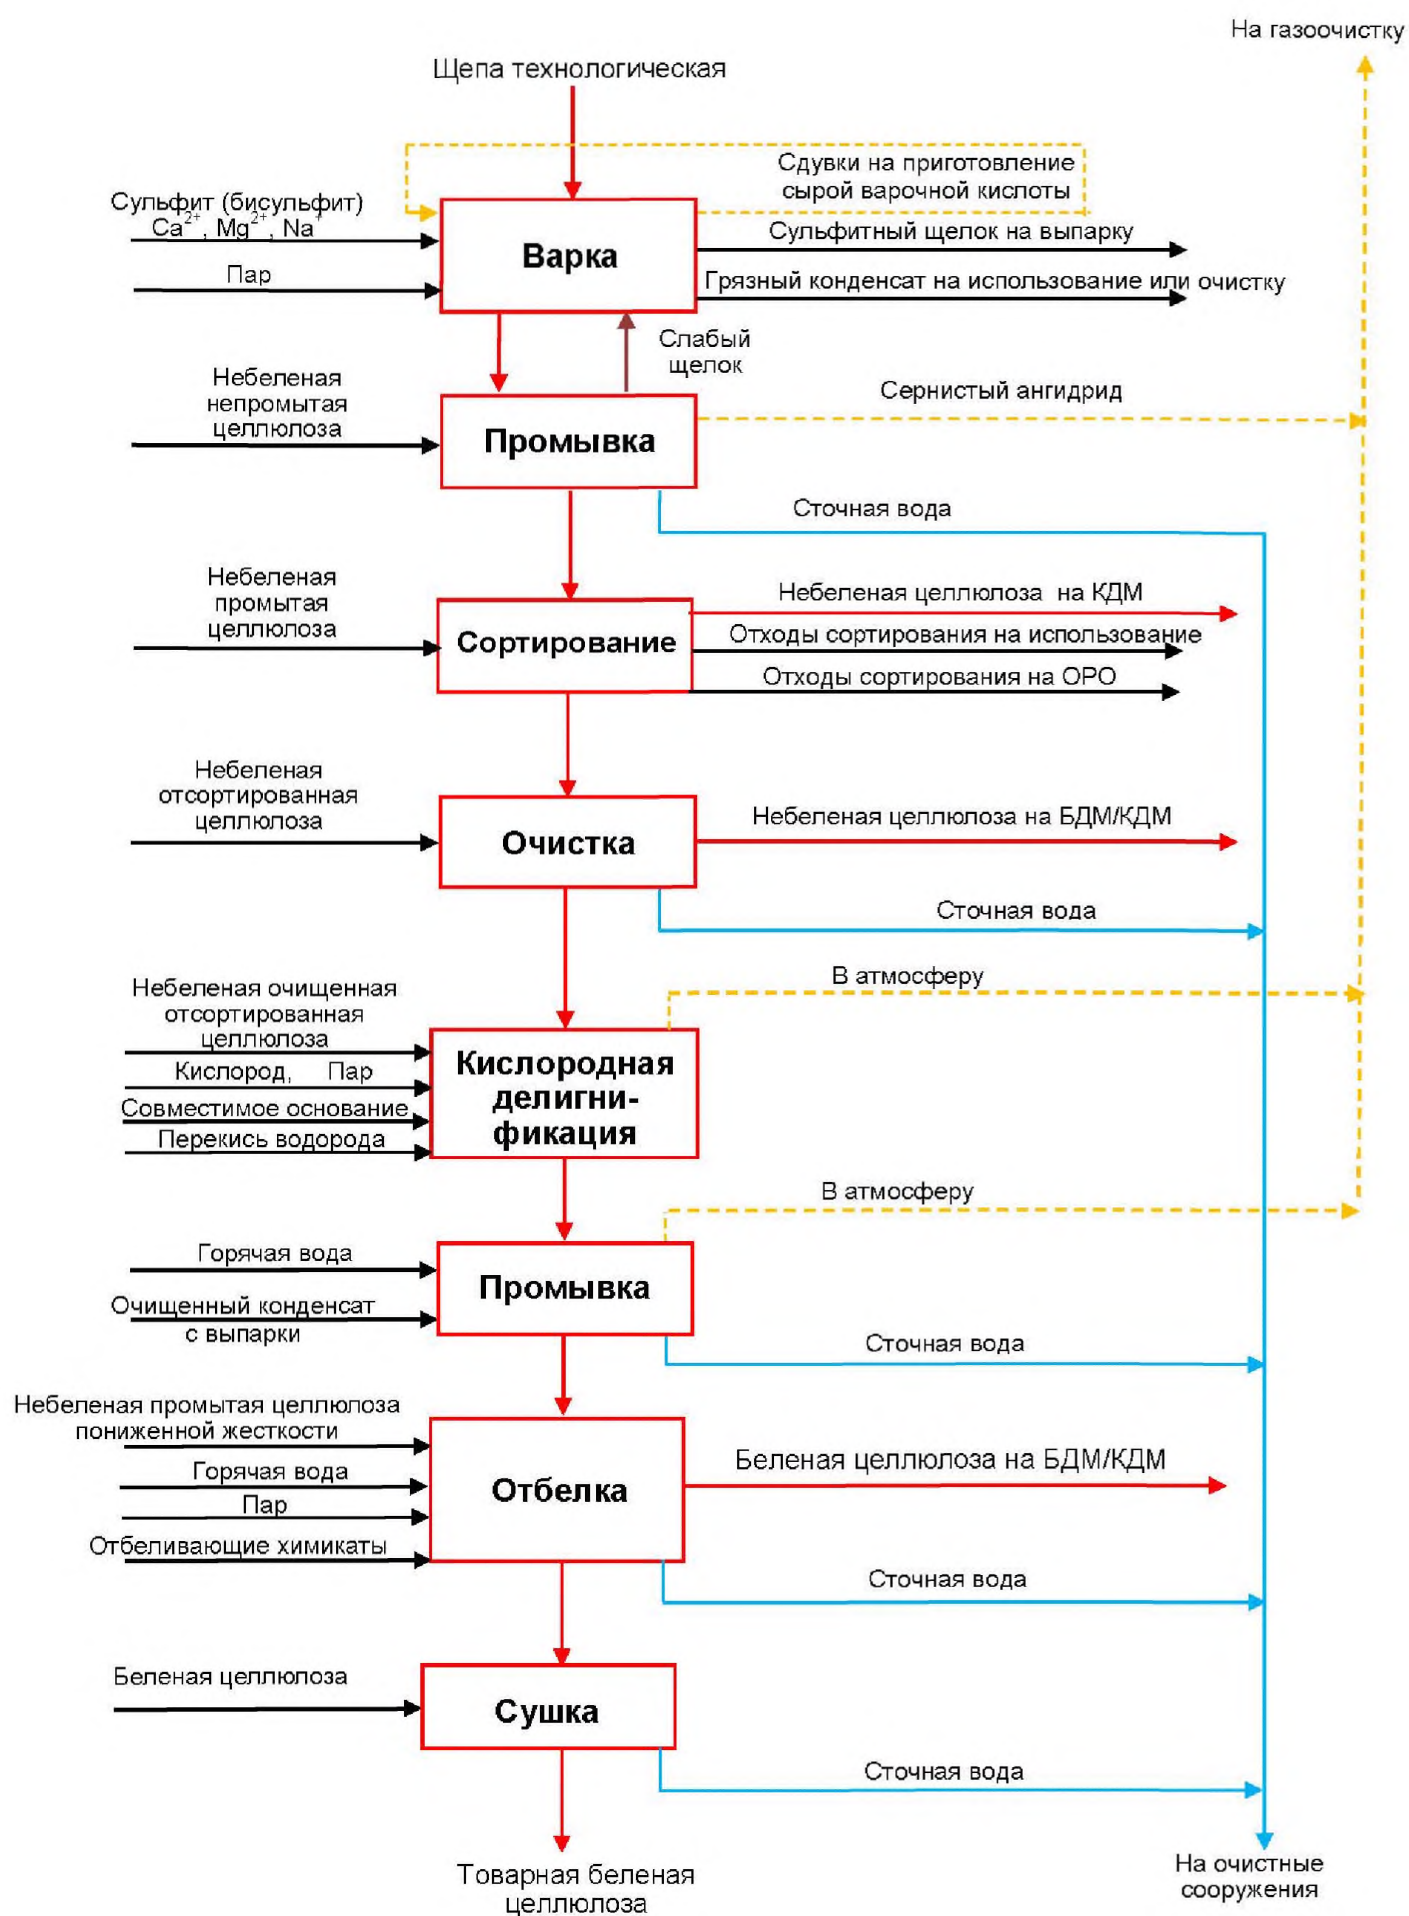 На газоочистку
Щепа технологическая
Сдувки на приготовление
сырой варочной кислоты
Сульфит (бисульфит)
Ca²⁺, Mg²⁺, Na⁺
Пар
Варка
Сульфитный щелок на выпарку
Грязный конденсат на использование или очистку
Слабый
щелок
Небеленая
непромытая
целлюлоза
Промывка
Сернистый ангидрид
Сточная вода
Небеленая
промытая
целлюлоза
Сортирование
Небеленая целлюлоза на КДМ
Отходы сортирования на использование
Отходы сортирования на ОРО
Небеленая
отсортированная
целлюлоза
Очистка
Небеленая целлюлоза на БДМ/КДМ
Сточная вода
В атмосферу
Небеленая очищенная
отсортированная
целлюлоза
Кислород, Пар
Совместимое основание
Перекись водорода
Кислородная
делигни-
фикация
В атмосферу
Горячая вода
Очищенный конденсат
с выпарки
Промывка
Сточная вода
Небеленая промытая целлюлоза
пониженной жесткости
Горячая вода
Пар
Отбеливающие химикаты
Отбелка
Беленая целлюлоза на БДМ/КДМ
Сточная вода
Беленая целлюлоза
Сушка
Сточная вода
Товарная беленая
целлюлоза
На очистные
сооружения